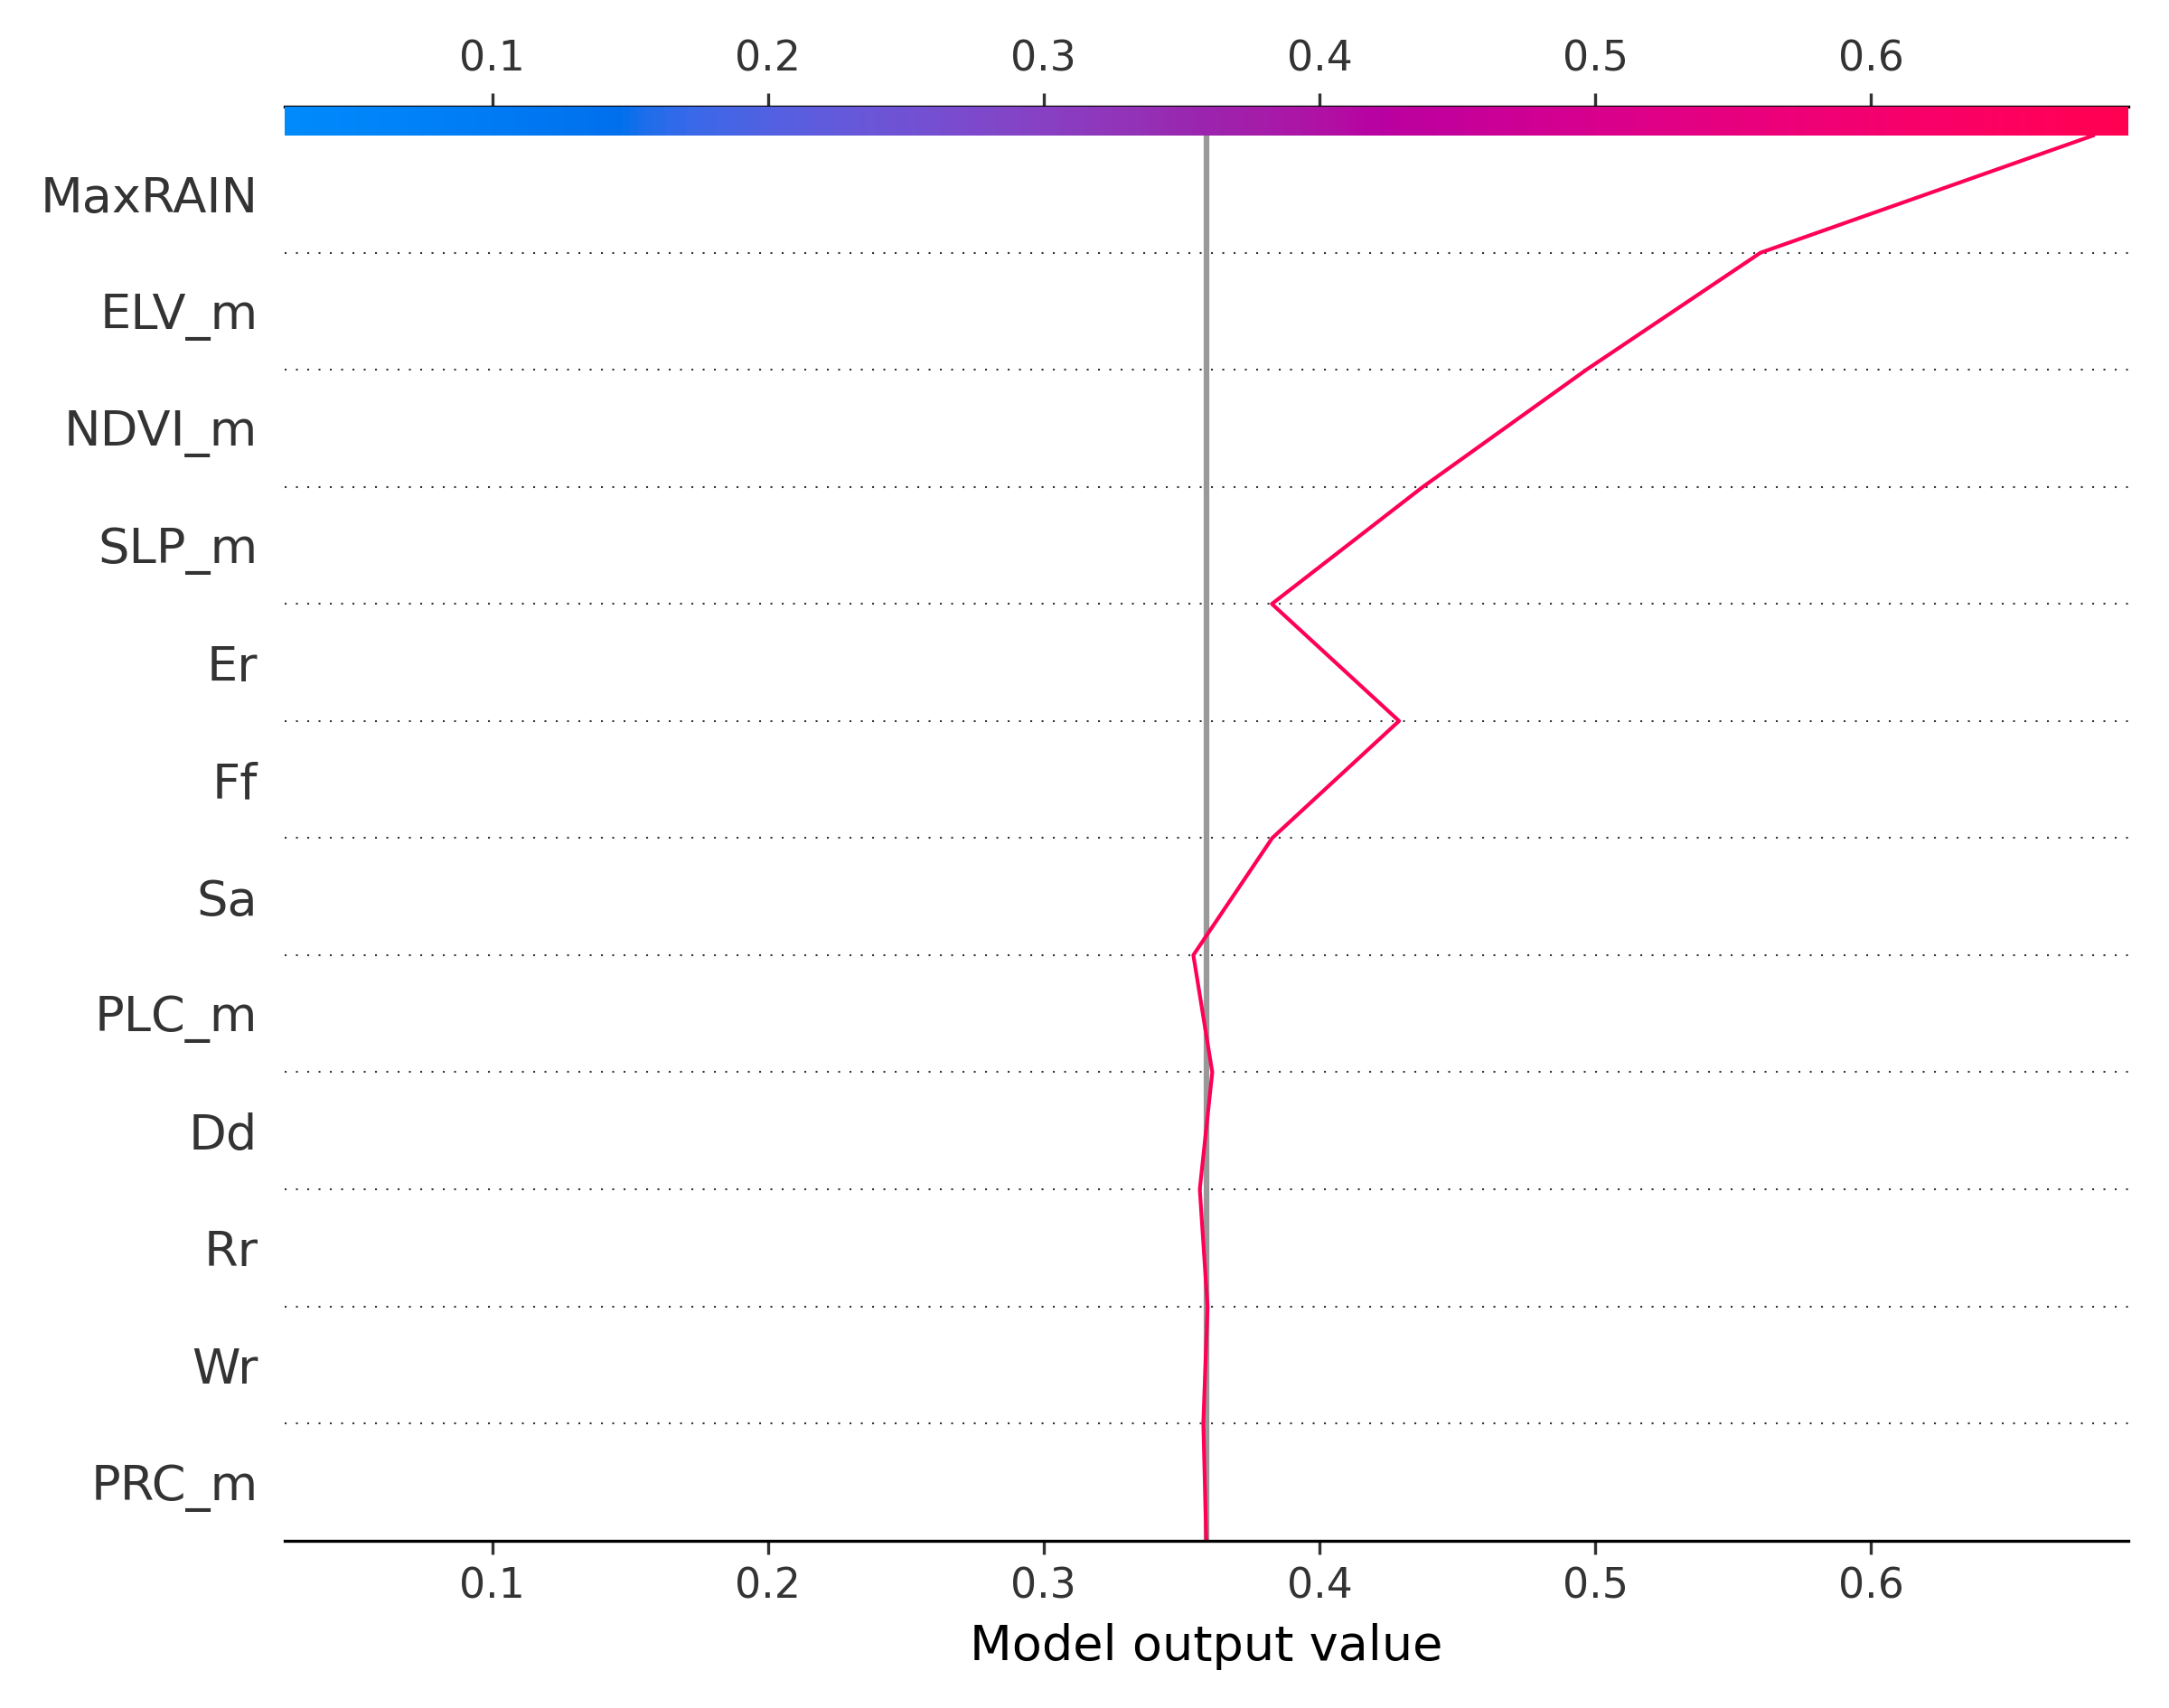 0.1 0.2 0.3 0.4 0.5 0.6
MaxRAIN
ELV_m
NDVI_m
SLP_m
Er
Ff
Sa
PLC_m
Dd
Rr
Wr
PRC_m
0.1 0.2 0.3 0.4 0.5 0.6
Model output value